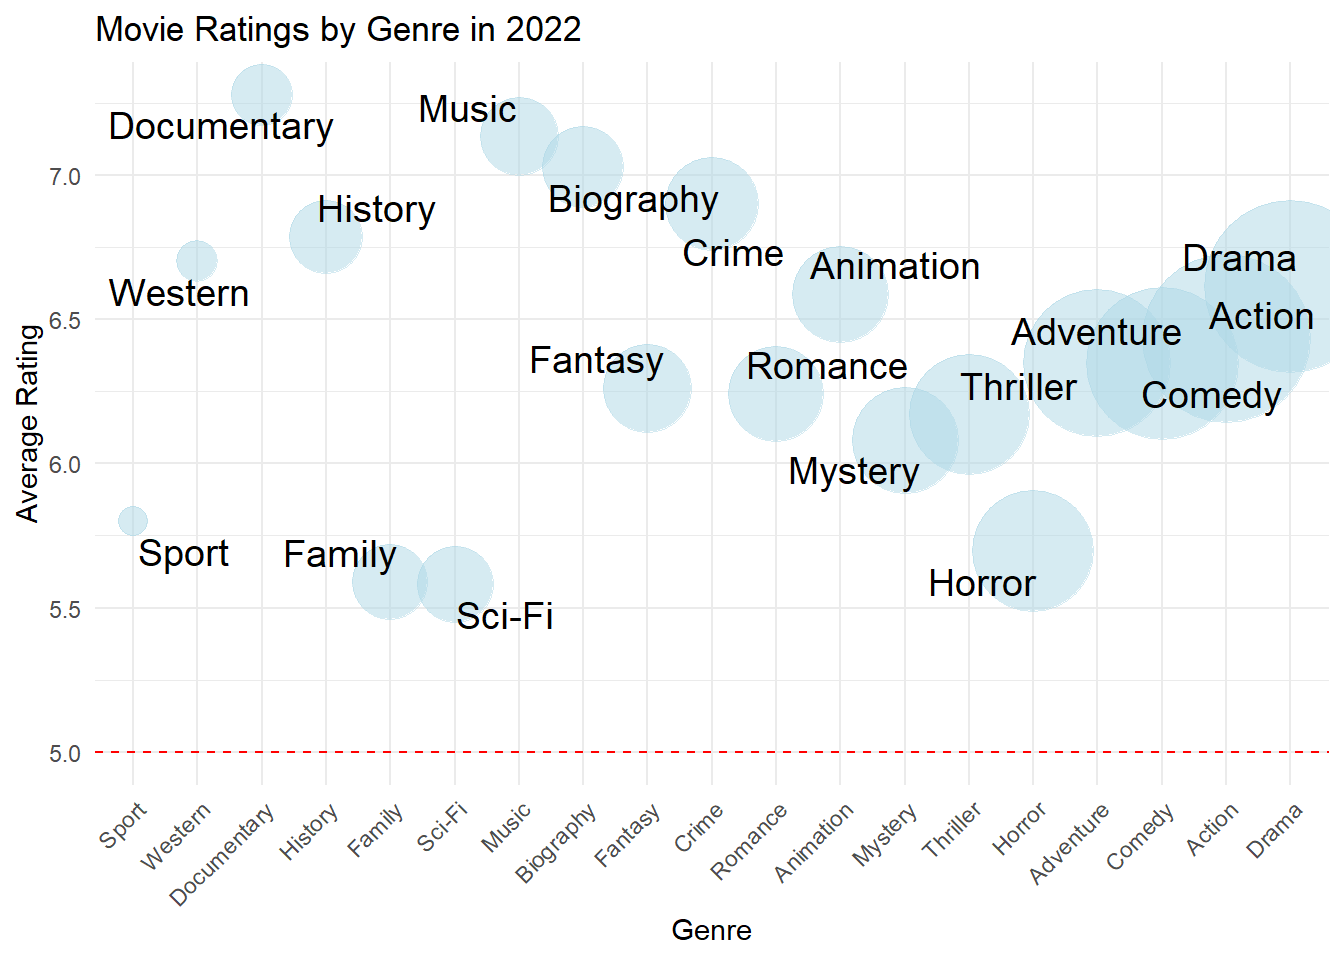 Movie Ratings by Genre in 2022
Average Rating
7.0
6.5
6.0
5.5
5.0
Documentary
Music
Biography
History
Crime
Western
Animation
Drama
Action
Adventure
Fantasy
Romance
Thriller
Comedy
Mystery
Sport
Family
Horror
Sci-Fi
Sport
Western
Documentary
History
Family
Sci-Fi
Music
Biography
Fantasy
Crime
Romance
Animation
Mystery
Thriller
Horror
Adventure
Comedy
Action
Drama
Genre